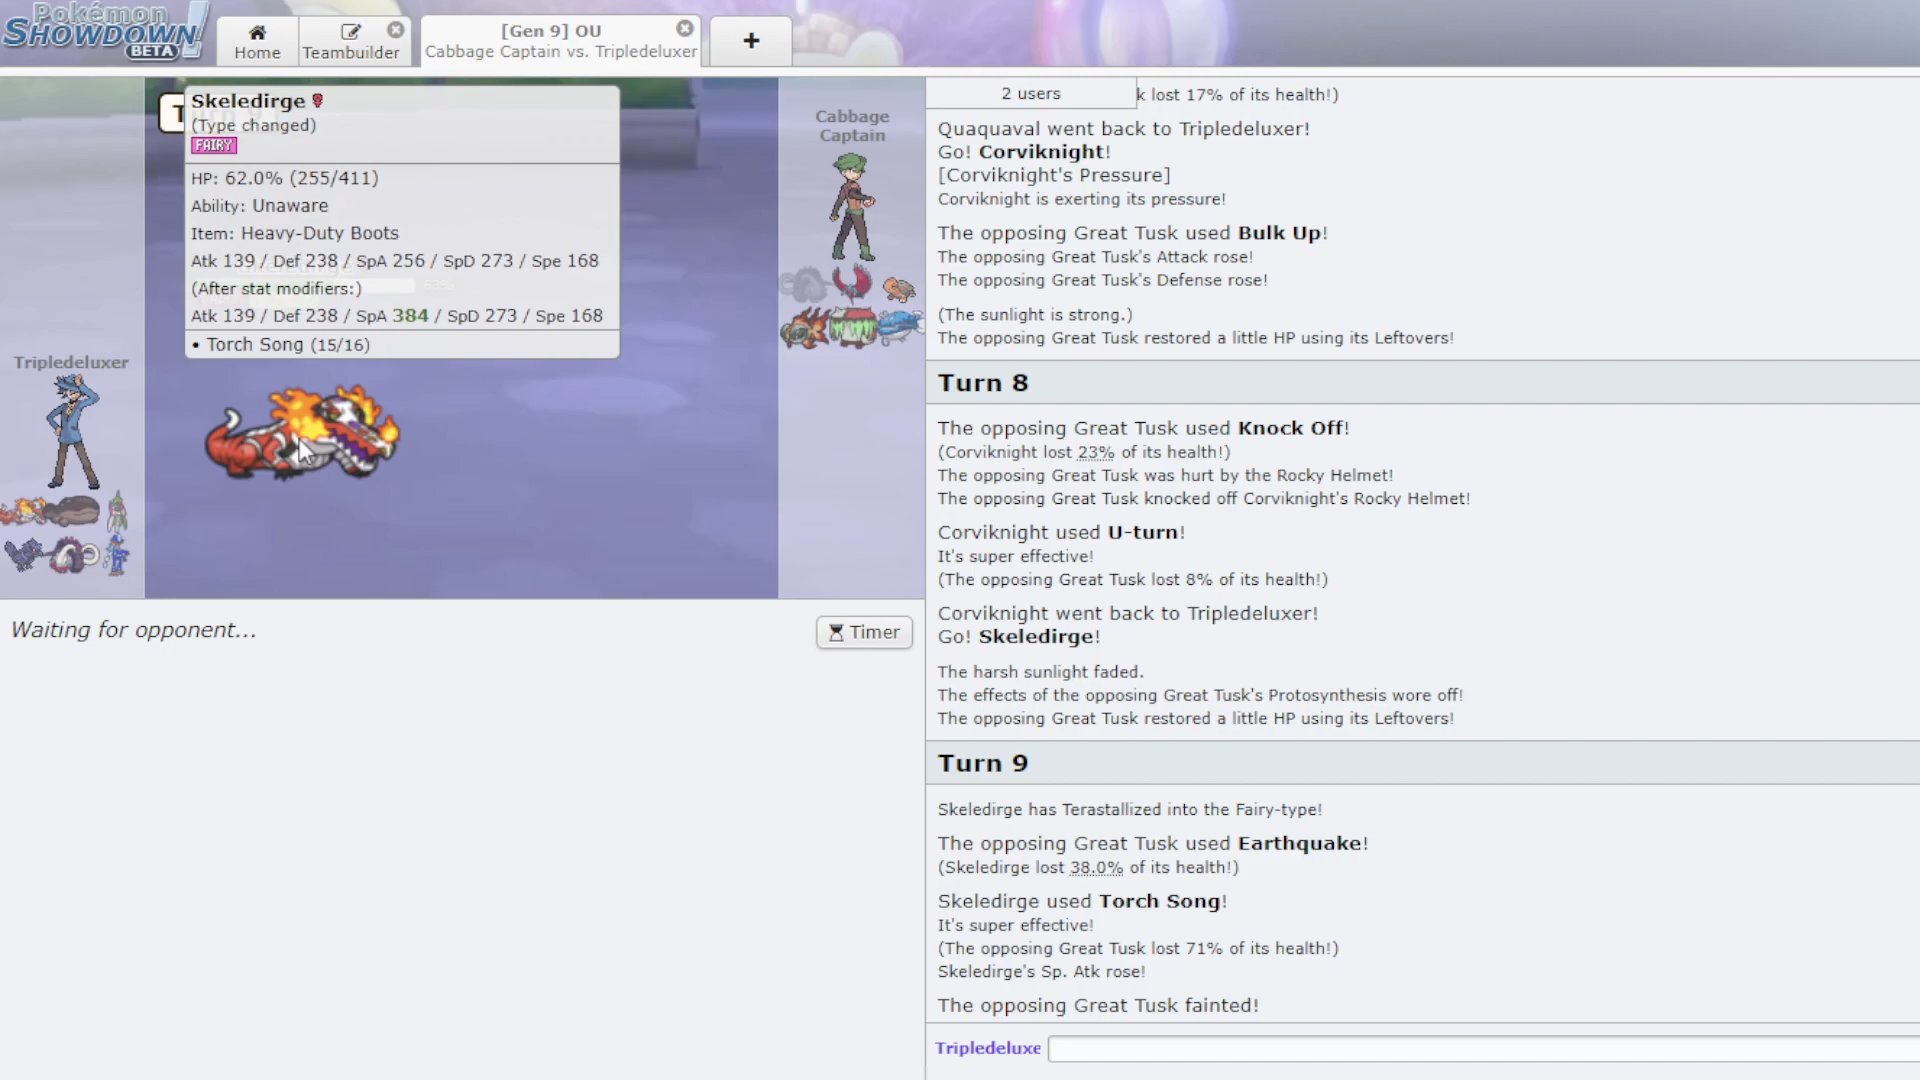 Pokémon
SHOWDOWN!
BETA
Home
Teambuilder
[Gen 9] OU
Cabbage Captain vs. Tripledeluxer
+
Skeledirge
(Type changed)
FAIRY
HP: 62.0% (255/411)
Ability: Unaware
Item: Heavy-Duty Boots
Atk 139 / Def 238 / SpA 256 / SpD 273 / Spe 168
(After stat modifiers:)
Atk 139 / Def 238 / SpA 384 / SpD 273 / Spe 168
• Torch Song (15/16)
Cabbage
Captain
Tripledeluxer
Waiting for opponent...
Timer
2 users
k lost 17% of its health!)
Quaquaval went back to Tripledeluxer!
Go! Corviknight!
[Corviknight's Pressure]
Corviknight is exerting its pressure!
The opposing Great Tusk used Bulk Up!
The opposing Great Tusk's Attack rose!
The opposing Great Tusk's Defense rose!
(The sunlight is strong.)
The opposing Great Tusk restored a little HP using its Leftovers!
Turn 8
The opposing Great Tusk used Knock Off!
(Corviknight lost 23% of its health!)
The opposing Great Tusk was hurt by the Rocky Helmet!
The opposing Great Tusk knocked off Corviknight's Rocky Helmet!
Corviknight used U-turn!
It's super effective!
(The opposing Great Tusk lost 8% of its health!)
Corviknight went back to Tripledeluxer!
Go! Skeledirge!
The harsh sunlight faded.
The effects of the opposing Great Tusk's Protosynthesis wore off!
The opposing Great Tusk restored a little HP using its Leftovers!
Turn 9
Skeledirge has Terastallized into the Fairy-type!
The opposing Great Tusk used Earthquake!
(Skeledirge lost 38.0% of its health!)
Skeledirge used Torch Song!
It's super effective!
(The opposing Great Tusk lost 71% of its health!)
Skeledirge's Sp. Atk rose!
The opposing Great Tusk fainted!
Tripledeluxe